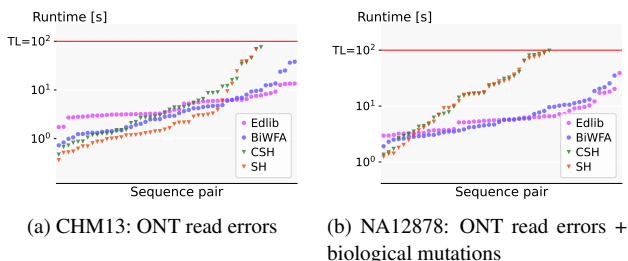 Runtime [s]
TL=10²
10¹
10⁰
Edlib
BiWFA
CSH
SH
Sequence pair
(a) CHM13: ONT read errors
Runtime [s]
TL=10²
10¹
10⁰
Edlib
BiWFA
CSH
SH
Sequence pair
(b) NA12878: ONT read errors +
biological mutations